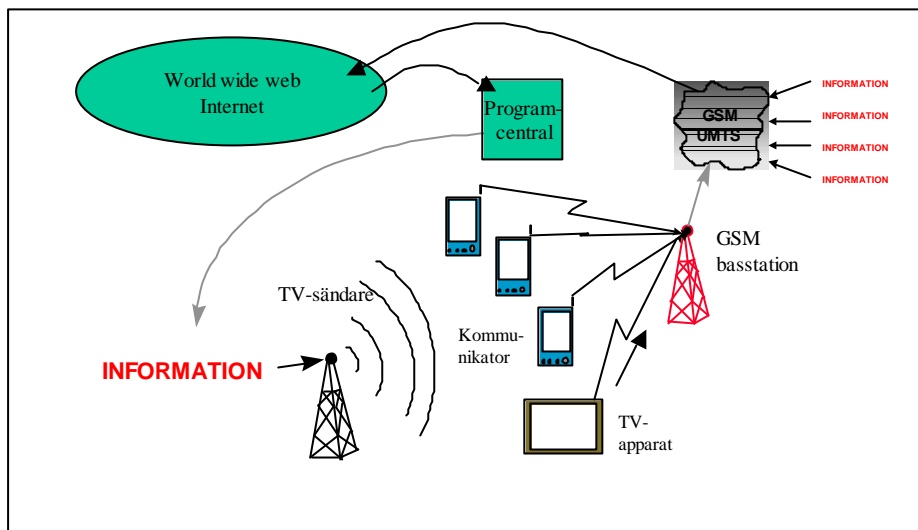 World wide web
Internet
Program-
central
GSM
UMTS
INFORMATION
INFORMATION
INFORMATION
INFORMATION
GSM
basstation
TV-sändare
Kommu-
nikator
INFORMATION
TV-
apparat